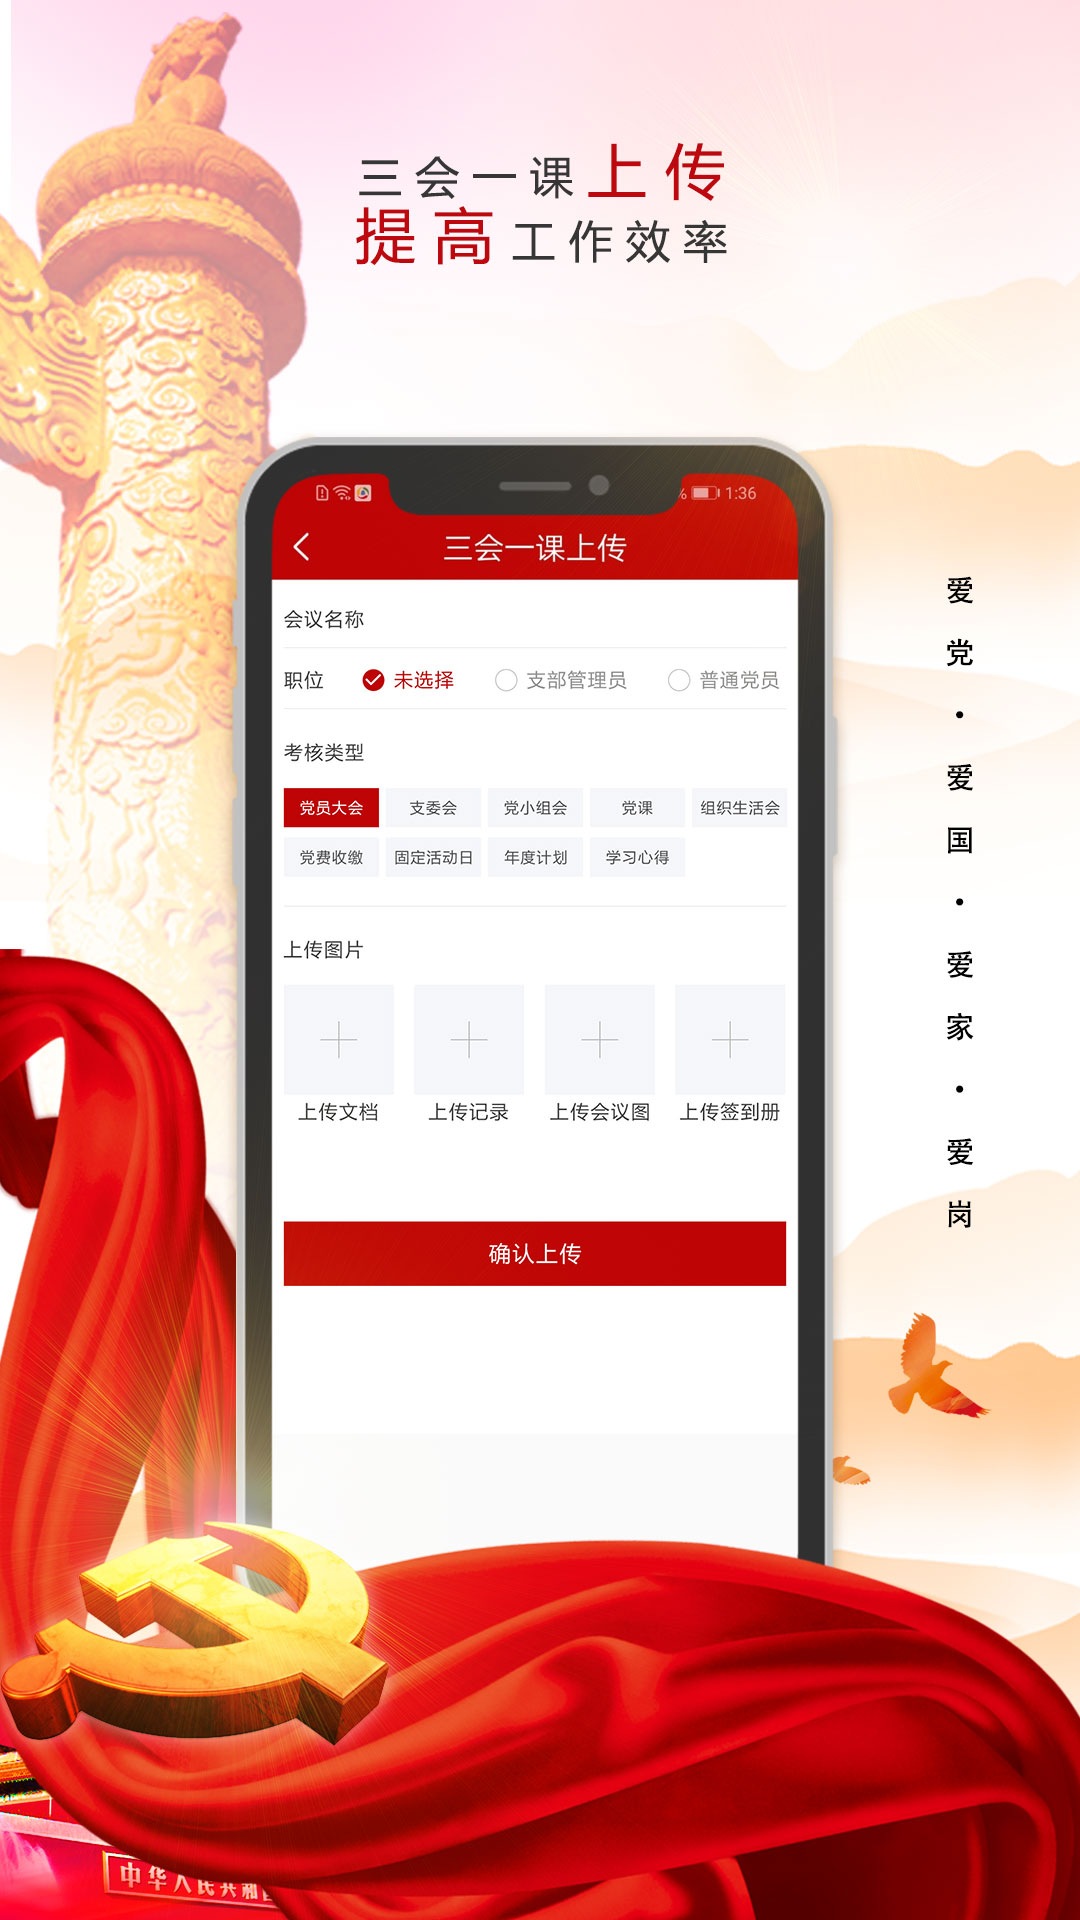 三会一课上传
提高工作效率
% 1:36
三会一课上传
会议名称
职位 未选择 支部管理员 普通党员
考核类型
党员大会 支委会 党小组会 党课 组织生活会
党费收缴 固定活动日 年度计划 学习心得
上传图片
上传文档 上传记录 上传会议图 上传签到册
确认上传
爱党·爱国·爱家·爱岗
中华人民共和